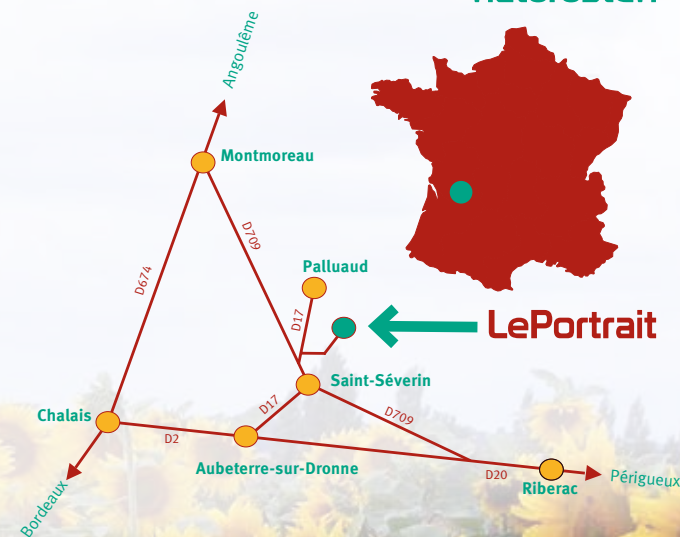 Angoulême
Montmoreau
D709
D674
Palluaud
D17
LePortrait
Saint-Séverin
D17
D709
Chalais
D2
Aubeterre-sur-Dronne
D20
Riberac
Périgueux
Bordeaux